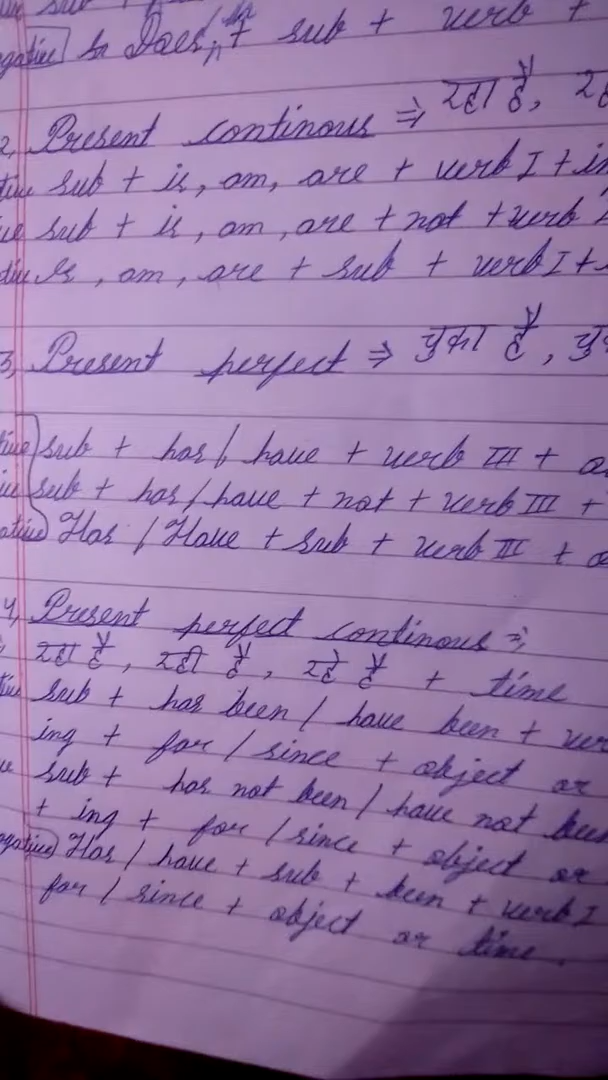 sub + verb +
Does, + sub + verb +
2, Present continous ⇒ रहा है,
sub + is, am, are + verb I + in
sub + is, am, are + not + verb
Is, am, are + sub + verb I +
3, Present perfect ⇒ चुका है, चु
sub + has / have + verb III + o
sub + has / have + not + verb III +
Has / Have + sub + verb III + o
4, Present perfect continous ⇒
रहा है, रही है, रहे है + time
sub + has been / have been + ver
ing + for / since + object or
sub + has not been / have not been
+ ing + for / since + object or
Has / have + sub + been + verb I
for / since + object or time.